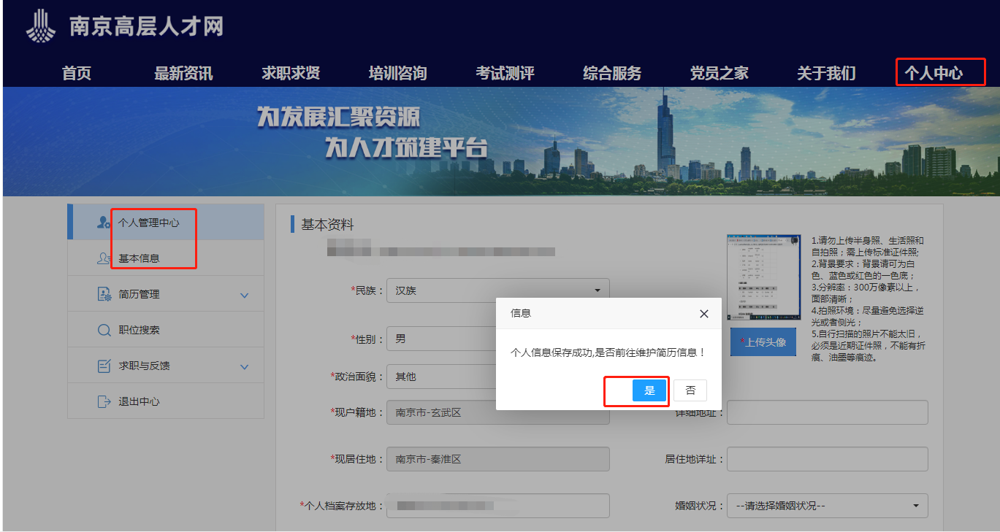 南京高层人才网
首页 最新资讯 求职求贤 培训咨询 考试测评 综合服务 党员之家 关于我们 个人中心
为发展汇聚资源
为人才筑建平台
个人管理中心
基本信息
简历管理
职位搜索
求职与反馈
退出中心
基本资料
*民族： 汉族
*性别： 男
*政治面貌： 其他
*现户籍地： 南京市-玄武区
详细地址：
*现居住地： 南京市-秦淮区
居住地详址：
*个人档案存放地：
婚姻状况： --请选择婚姻状况--
*上传头像
1.请勿上传半身照、生活照和
自拍照；需上传标准证件照;
2.背景要求：背景请可为白
色、蓝色或红色的一色底；
3.分辨率：300万像素以上，
面部清晰；
4.拍照环境：尽量避免选择逆
光或者侧光；
5.自行扫描的照片不能太旧，
必须是近期证件照，不能有折
痕、油墨等痕迹。
信息
个人信息保存成功,是否前往维护简历信息！
是 否